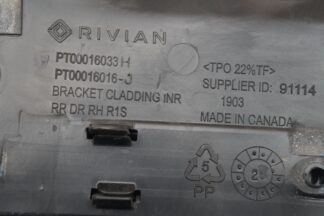 RIVIAN
PT00016033 H
<TPO 22%TF>
SUPPLIER ID: 91114
BRACKET CLADDING INR
1903
RR DR RH R1S
MADE IN CANADA
5
PP